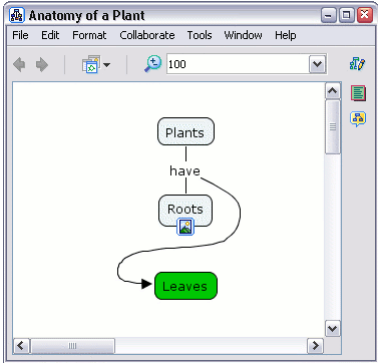 Anatomy of a Plant
File Edit Format Collaborate Tools Window Help
100
Plants
have
Roots
Leaves